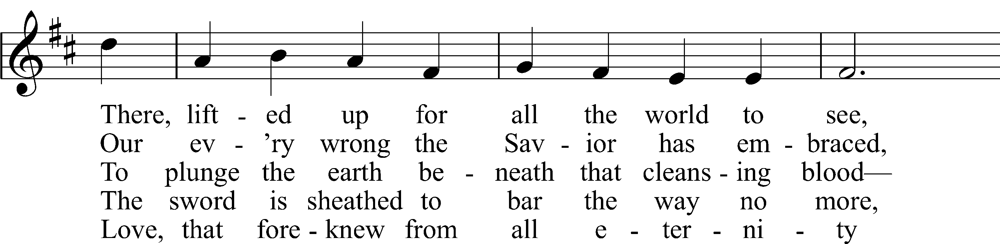 There, lift - ed up for all the world to see,
Our ev - ’ry wrong the Sav - ior has em - braced,
To plunge the earth be - neath that cleans - ing blood—
The sword is sheathed to bar the way no more,
Love, that fore - knew from all e - ter - ni - ty